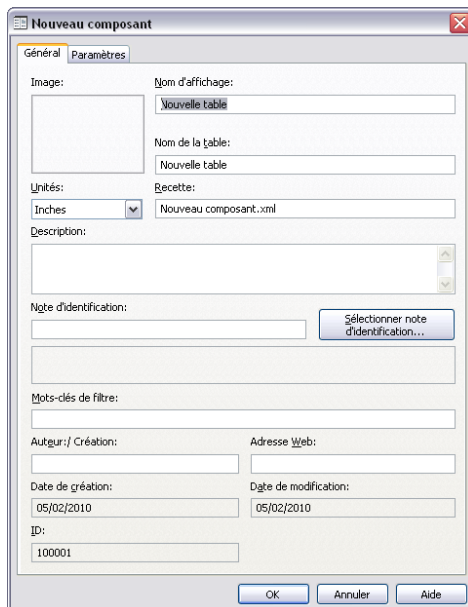 Nouveau composant
Général Paramètres
Image: Nom d'affichage:
Nouvelle table
Nom de la table:
Nouvelle table
Unités: Recette:
Inches Nouveau composant.xml
Description:
Note d'identification:
Sélectionner note
d'identification...
Mots-clés de filtre:
Auteur:/ Création: Adresse Web:
Date de création: Date de modification:
05/02/2010 05/02/2010
ID:
100001
OK Annuler Aide